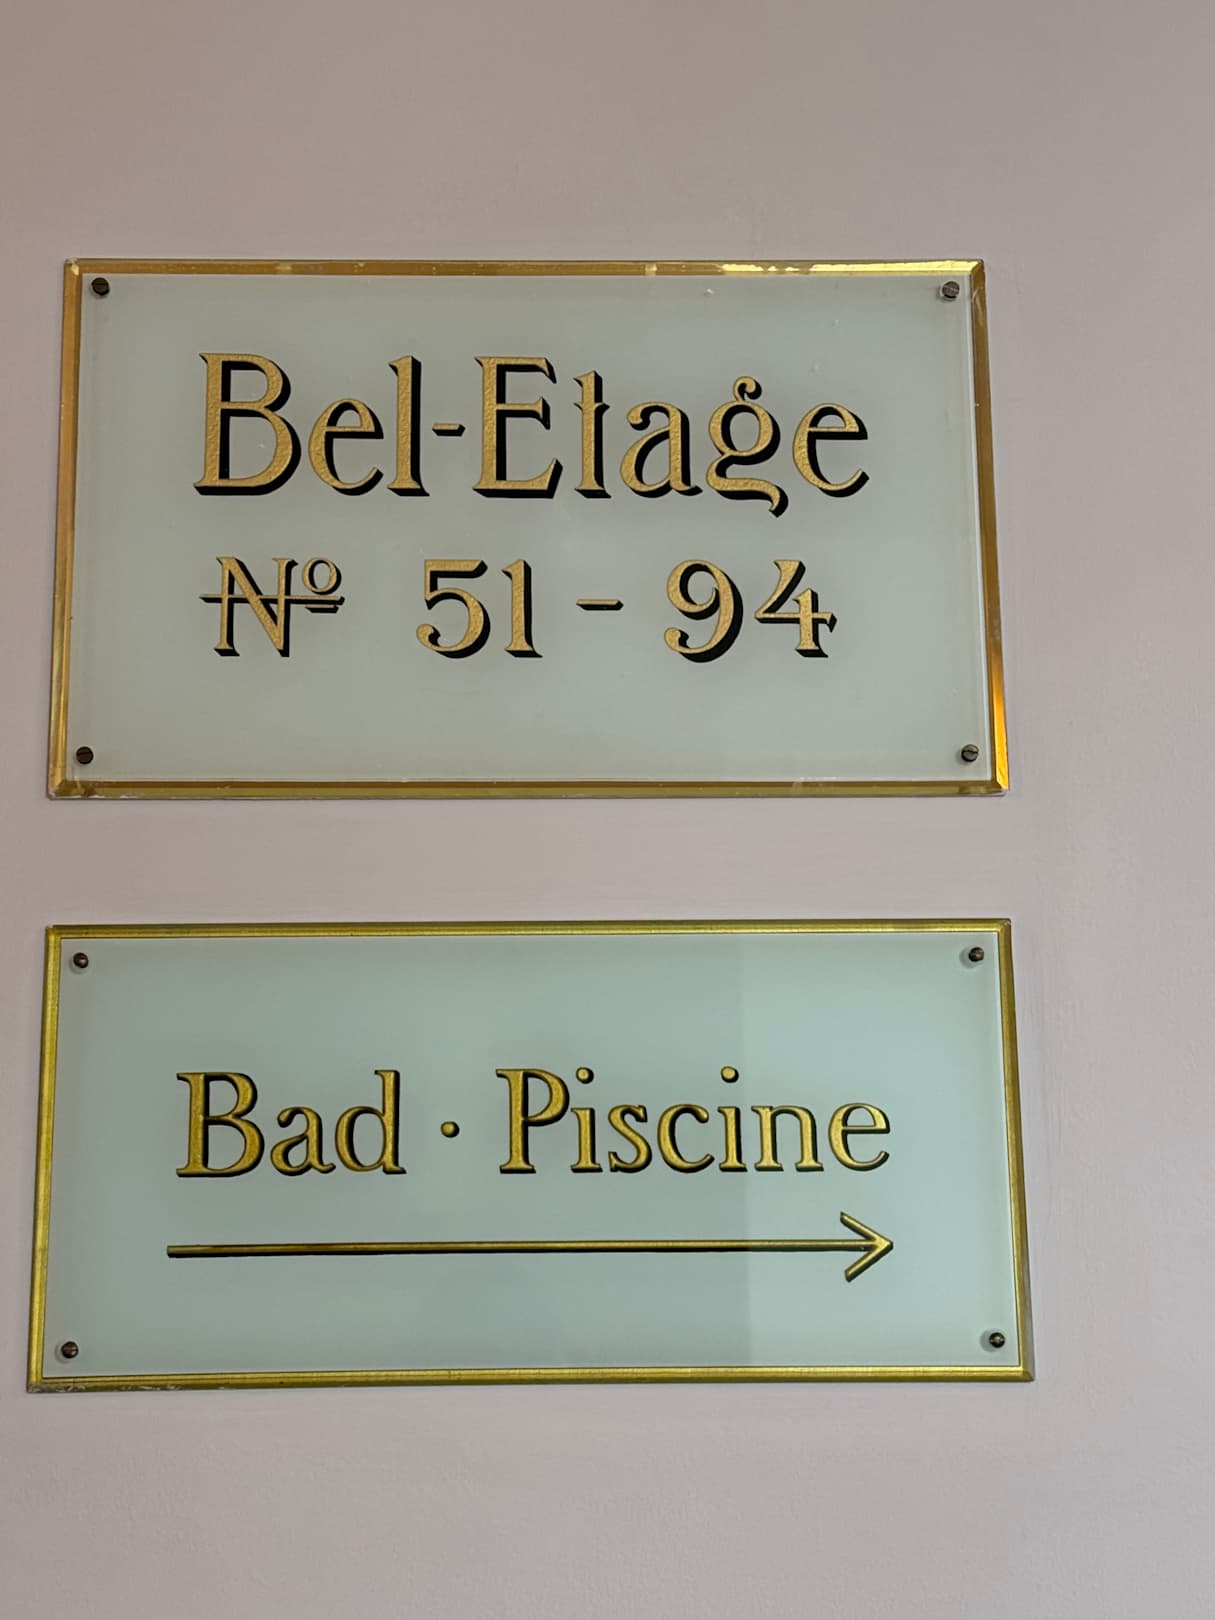 Bel-Etage
Nº 51 - 94
Bad · Piscine